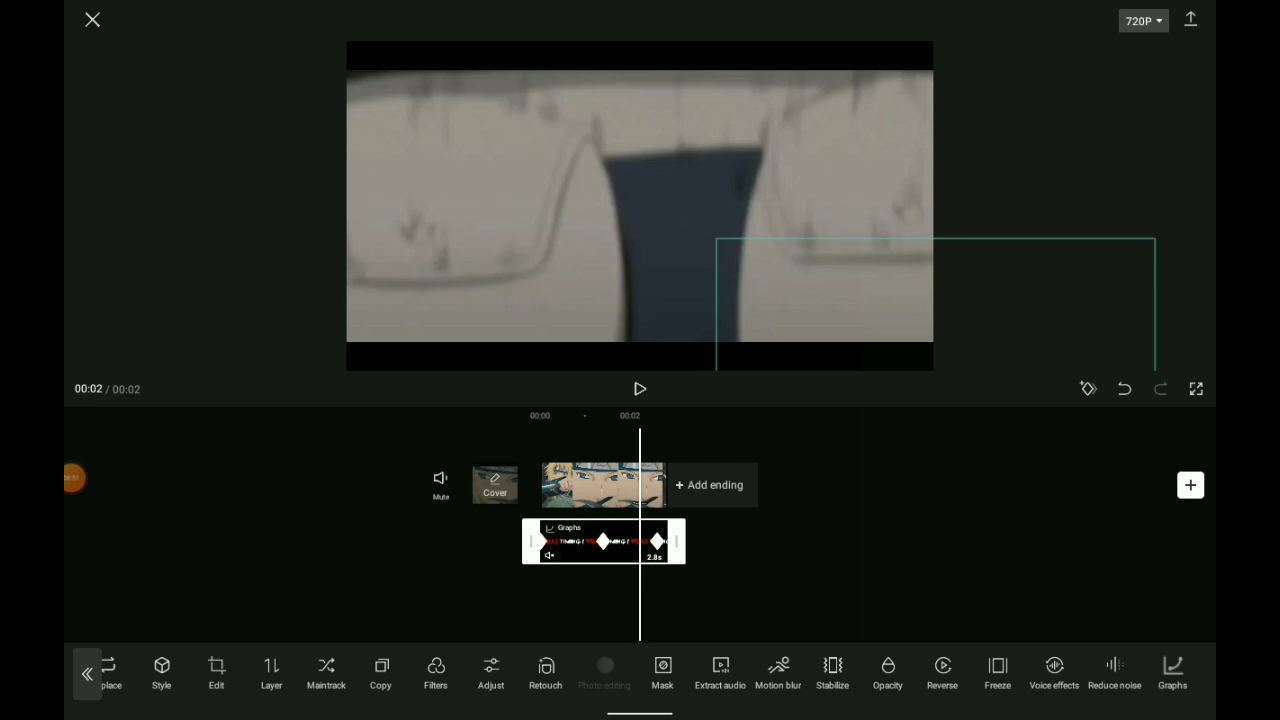 720P
00:02 / 00:02
00:00
00:02
Mute
Cover
+ Add ending
Graphs
TIMING
2.8s
place
Style
Edit
Layer
Maintrack
Copy
Filters
Adjust
Retouch
Photo editing
Mask
Extract audio
Motion blur
Stabilize
Opacity
Reverse
Freeze
Voice effects
Reduce noise
Graphs